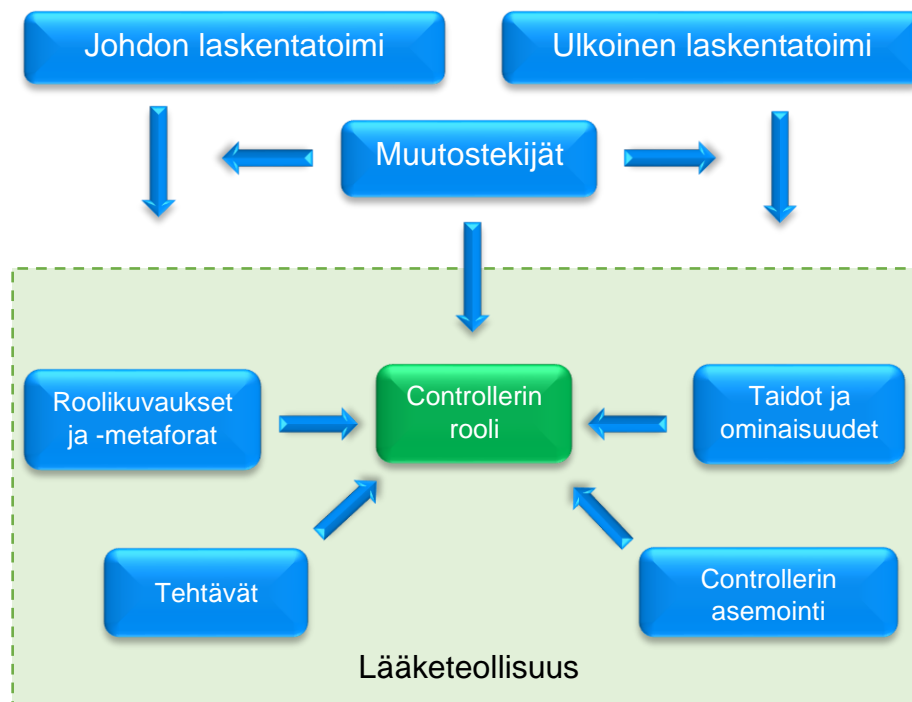 Johdon laskentatoimi
Ulkoinen laskentatoimi
Muutostekijät
Roolikuvaukset
ja -metaforat
Controllerin
rooli
Taidot ja
ominaisuudet
Tehtävät
Controllerin
asemointi
Lääketeollisuus